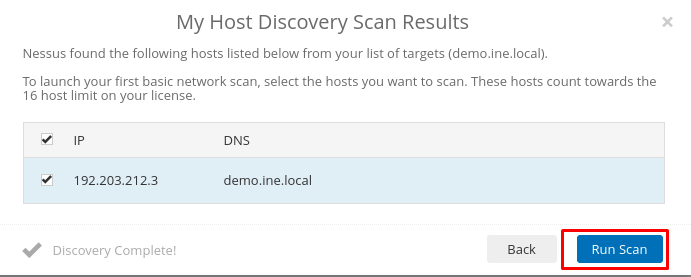 My Host Discovery Scan Results
Nessus found the following hosts listed below from your list of targets (demo.ine.local).
To launch your first basic network scan, select the hosts you want to scan. These hosts count towards the
16 host limit on your license.
IP DNS
192.203.212.3 demo.ine.local
Discovery Complete! Back Run Scan